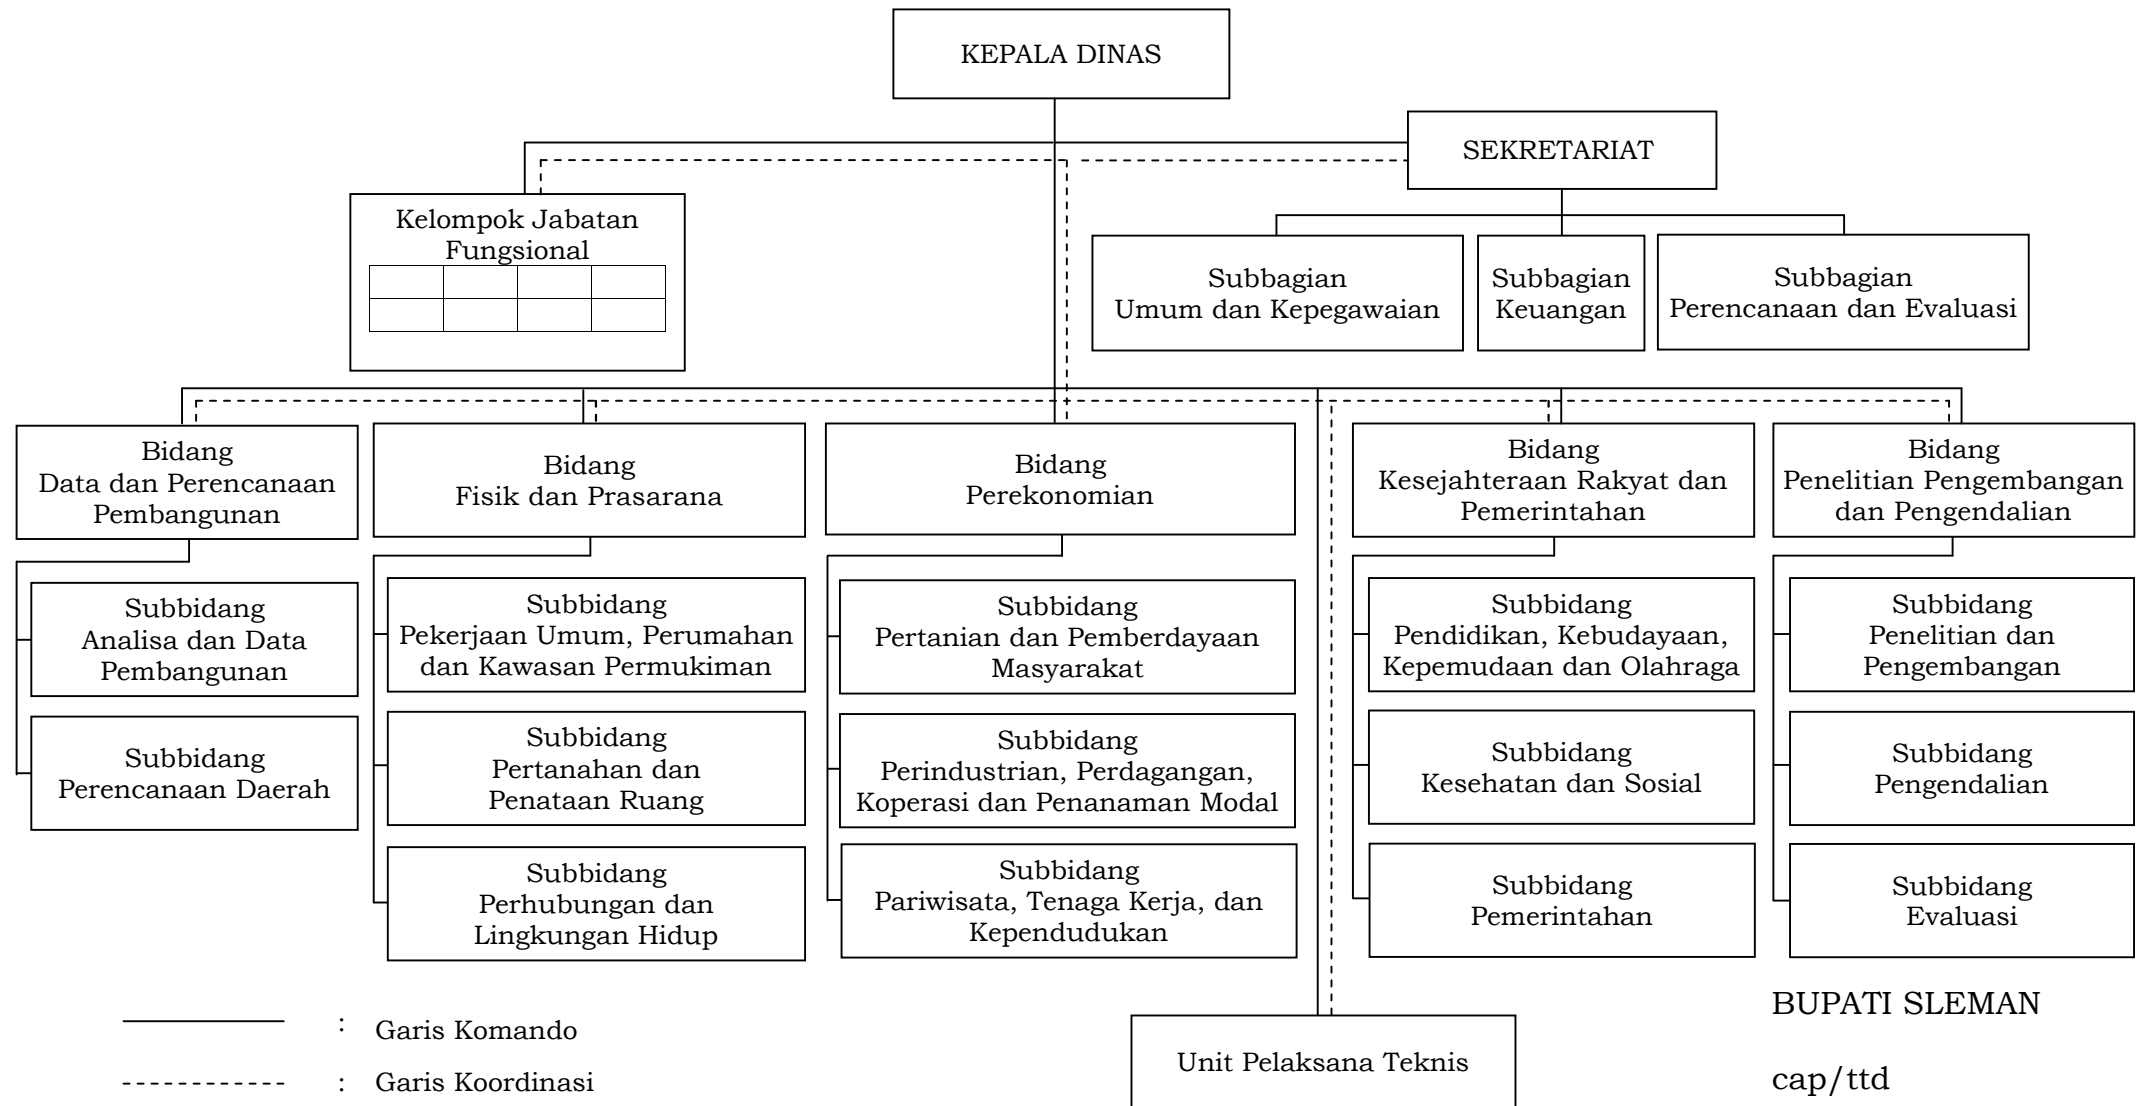 KEPALA DINAS
SEKRETARIAT
Kelompok Jabatan
Fungsional
Subbagian
Umum dan Kepegawaian
Subbagian
Keuangan
Subbagian
Perencanaan dan Evaluasi
Bidang
Data dan Perencanaan
Pembangunan
Bidang
Fisik dan Prasarana
Bidang
Perekonomian
Bidang
Kesejahteraan Rakyat dan
Pemerintahan
Bidang
Penelitian Pengembangan
dan Pengendalian
Subbidang
Analisa dan Data
Pembangunan
Subbidang
Perencanaan Daerah
Subbidang
Pekerjaan Umum, Perumahan
dan Kawasan Permukiman
Subbidang
Pertanahan dan
Penataan Ruang
Subbidang
Perhubungan dan
Lingkungan Hidup
Subbidang
Pertanian dan Pemberdayaan
Masyarakat
Subbidang
Perindustrian, Perdagangan,
Koperasi dan Penanaman Modal
Subbidang
Pariwisata, Tenaga Kerja, dan
Kependudukan
Subbidang
Pendidikan, Kebudayaan,
Kepemudaan dan Olahraga
Subbidang
Kesehatan dan Sosial
Subbidang
Pemerintahan
Subbidang
Penelitian dan
Pengembangan
Subbidang
Pengendalian
Subbidang
Evaluasi
: Garis Komando
: Garis Koordinasi
Unit Pelaksana Teknis
BUPATI SLEMAN
cap/ttd